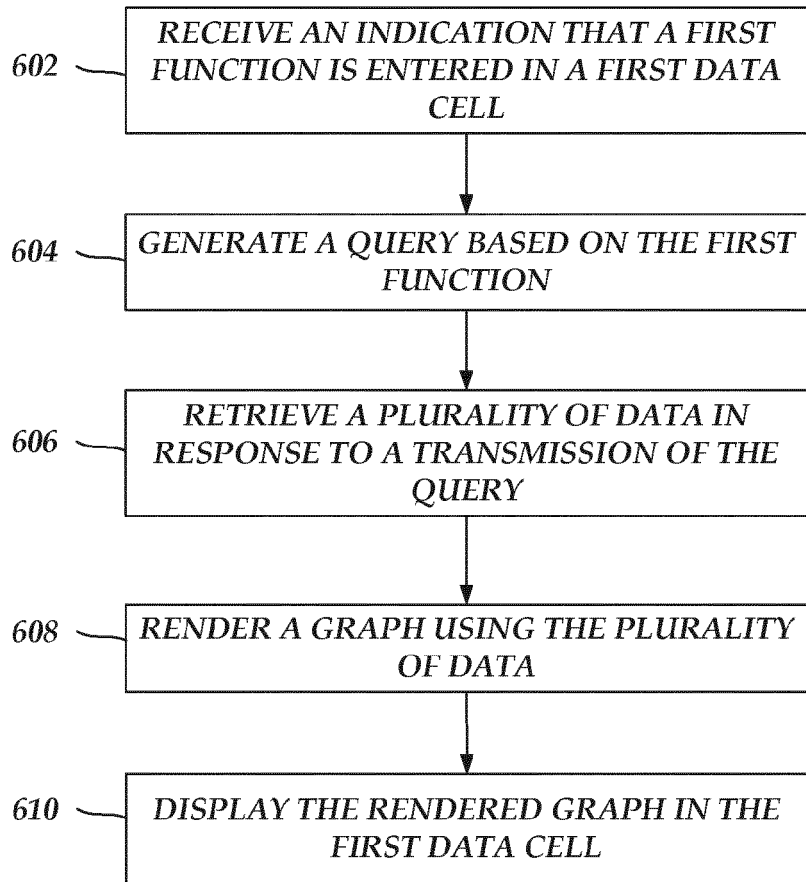 602
RECEIVE AN INDICATION THAT A FIRST
FUNCTION IS ENTERED IN A FIRST DATA
CELL
604
GENERATE A QUERY BASED ON THE FIRST
FUNCTION
606
RETRIEVE A PLURALITY OF DATA IN
RESPONSE TO A TRANSMISSION OF THE
QUERY
608
RENDER A GRAPH USING THE PLURALITY
OF DATA
610
DISPLAY THE RENDERED GRAPH IN THE
FIRST DATA CELL